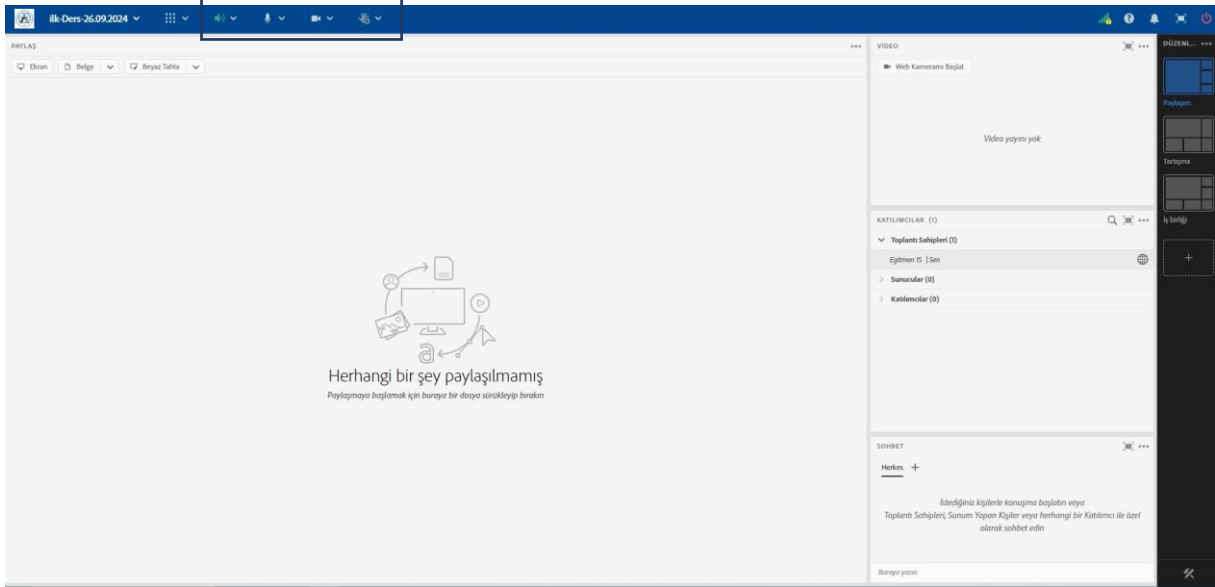 ilk-Ders-26.09.2024
PAYLAŞ
Ekran
Belge
Beyaz Tahta
Herhangi bir şey paylaşılmamış
Paylaşmaya başlamak için buraya bir dosya sürükleyip bırakın
VİDEO
Web Kameramı Başlat
Video yayını yok
KATILIMCILAR (1)
Toplantı Sahipleri (1)
Egitmen 15 | Sen
Sunucular (0)
Katılımcılar (0)
SOHBET
Herkes
İstediğiniz kişilerle konuşma başlatın veya
Toplantı Sahipleri, Sunum Yapan Kişiler veya herhangi bir Katılımcı ile özel
olarak sohbet edin
Buraya yazın
DÜZENL...
Paylaşım
Tartışma
İş birliği